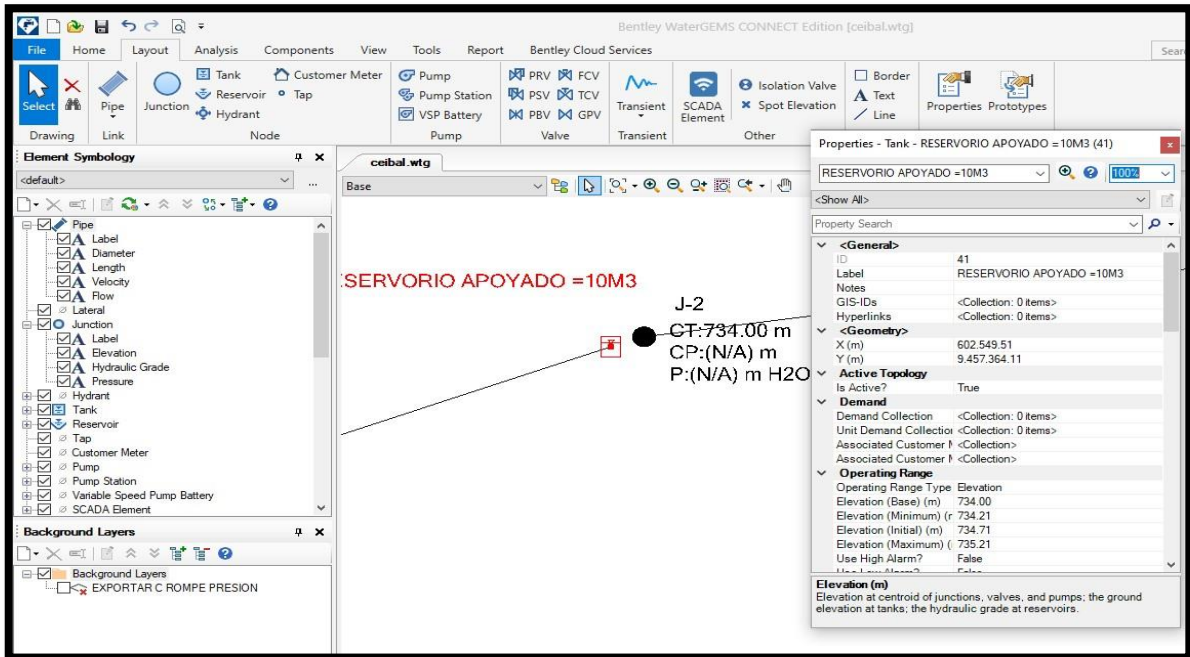 Bentley WaterGEMS CONNECT Edition [ceibal.wtg]
File Home Layout Analysis Components View Tools Report Bentley Cloud Services
Select
Pipe
Junction
Tank
Reservoir
Hydrant
Customer Meter
Tap
Pump
Pump Station
VSP Battery
PRV FCV
PSV TCV
PBV GPV
Transient
SCADA
Element
Isolation Valve
Spot Elevation
Border
Text
Line
Properties Prototypes
Drawing Link Node Pump Valve Transient Other
Element Symbology
<default>
Pipe
Label
Diameter
Length
Velocity
Flow
Lateral
Junction
Label
Elevation
Hydraulic Grade
Pressure
Hydrant
Tank
Reservoir
Tap
Customer Meter
Pump
Pump Station
Variable Speed Pump Battery
SCADA Element
Background Layers
Background Layers
EXPORTAR C ROMPE PRESION
ceibal.wtg
Base
APOYADO =10M3
J-2
CT:734.00 m
CP:(N/A) m
P:(N/A) m H2O
Properties - Tank - RESERVORIO APOYADO =10M3 (41)
RESERVORIO APOYADO =10M3 100%
<Show All>
Property Search
<General>
ID 41
Label RESERVORIO APOYADO =10M3
Notes
GIS-IDs <Collection: 0 items>
Hyperlinks <Collection: 0 items>
<Geometry>
X (m) 602.549.51
Y (m) 9.457.364.11
Active Topology
Is Active? True
Demand
Demand Collection <Collection: 0 items>
Unit Demand Collection <Collection: 0 items>
Associated Customer <Collection>
Associated Customer <Collection>
Operating Range
Operating Range Type Elevation
Elevation (Base) (m) 734.00
Elevation (Minimum) ( 734.21
Elevation (Initial) (m) 734.71
Elevation (Maximum) ( 735.21
Use High Alarm? False
Elevation (m)
Elevation at centroid of junctions, valves, and pumps; the ground
elevation at tanks; the hydraulic grade at reservoirs.